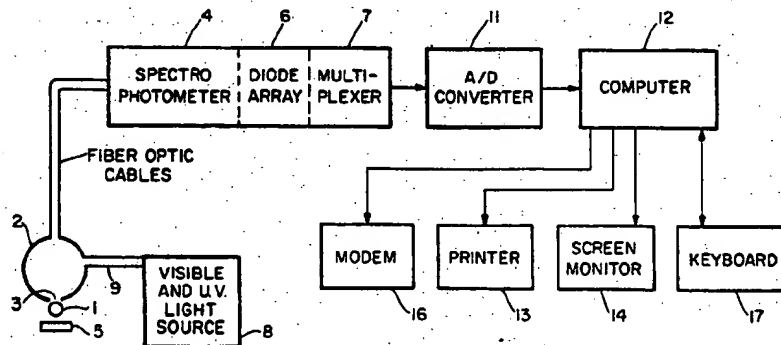 4
6
7
11
12
SPECTRO
PHOTOMETER
DIODE
ARRAY
MULTI-
PLEXER
A/D
CONVERTER
COMPUTER
FIBER OPTIC
CABLES
2
3
1
5
9
VISIBLE
AND U.V.
LIGHT
SOURCE
8
MODEM
16
PRINTER
13
SCREEN
MONITOR
14
KEYBOARD
17